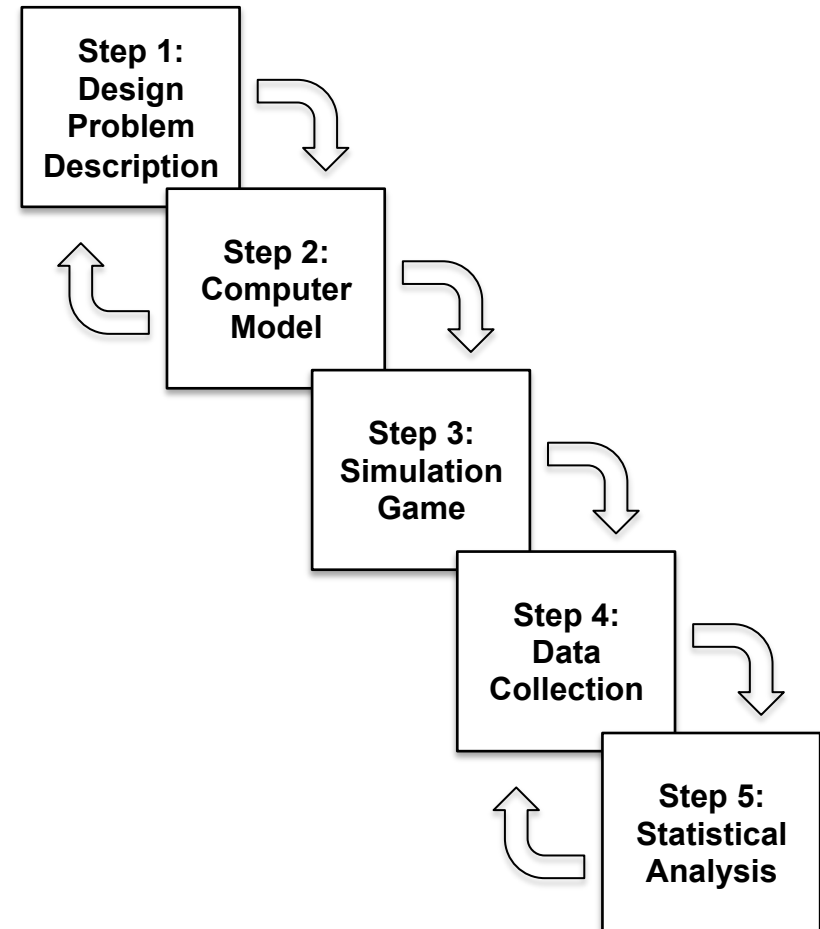 Step 1:
Design
Problem
Description
Step 2:
Computer
Model
Step 3:
Simulation
Game
Step 4:
Data
Collection
Step 5:
Statistical
Analysis